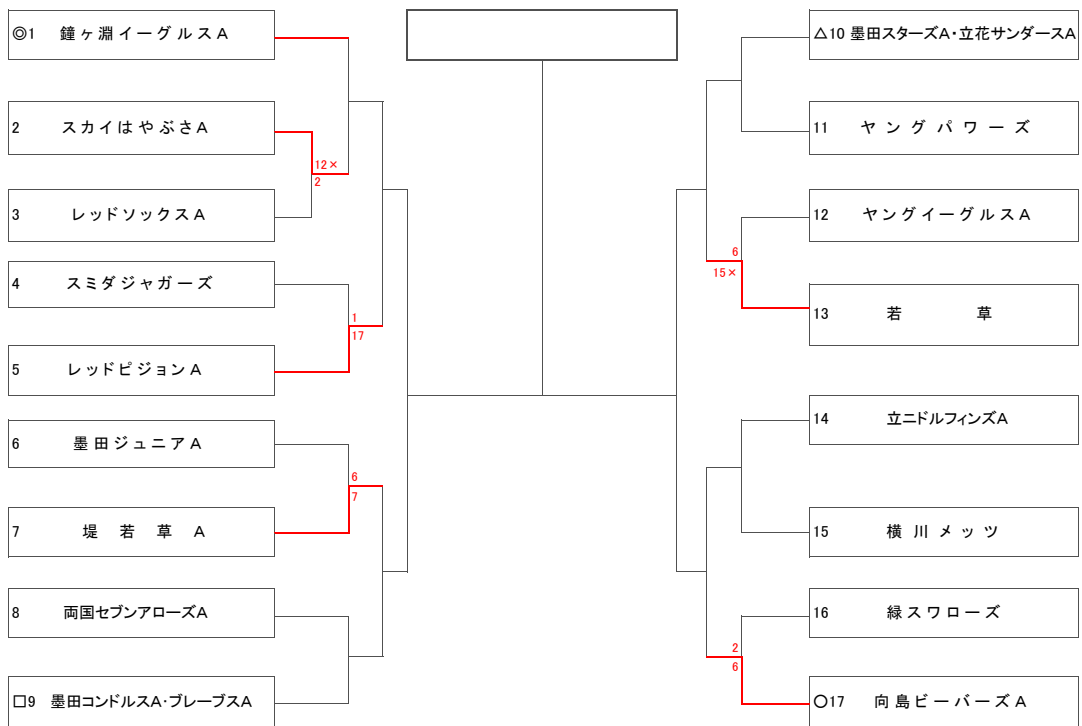 ◎1 鐘ヶ淵イーグルスA
2 スカイはやぶさA
12×
2
3 レッドソックスA
4 スミダジャガーズ
1
17
5 レッドピジョンA
6 墨田ジュニアA
6
7
7 堤若草A
8 両国セブンアローズA
□9 墨田コンドルスA・ブレーブスA
△10 墨田スターズA・立花サンダースA
11 ヤングパワーズ
12 ヤングイーグルスA
6
15×
13 若草
14 立ニドルフィンズA
15 横川メッツ
16 緑スワローズ
2
6
○17 向島ビーバーズA